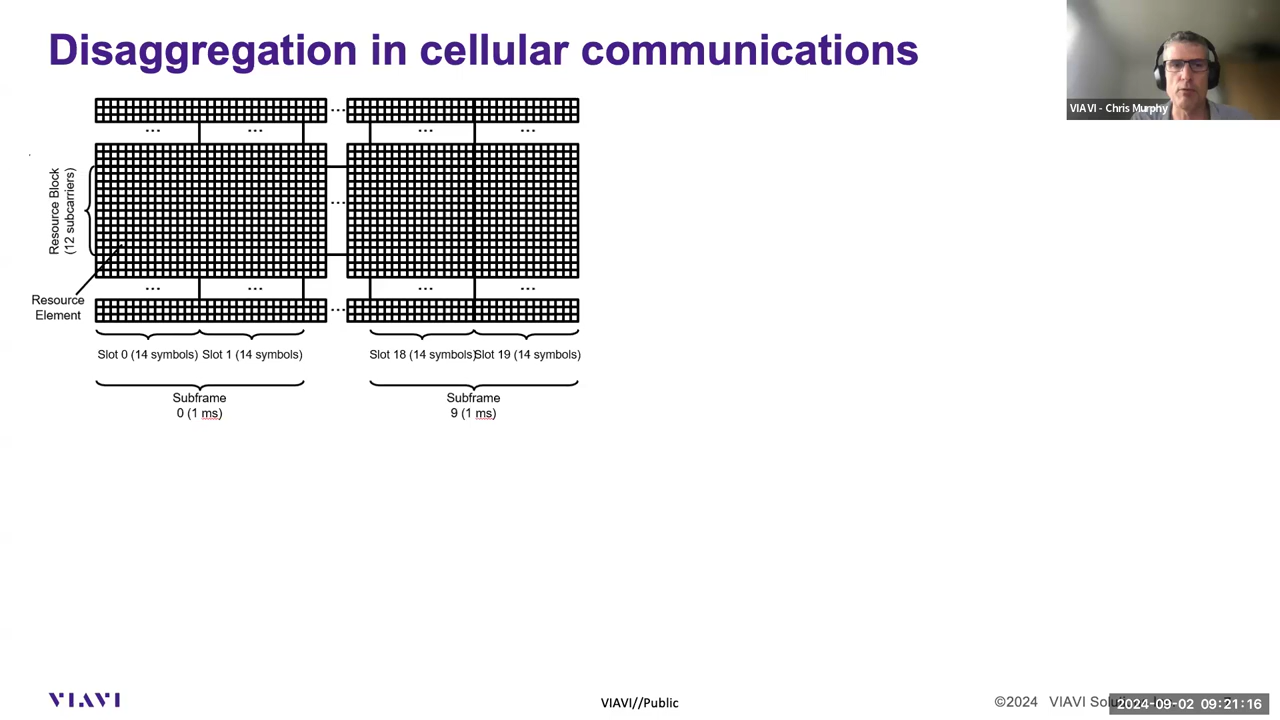 Disaggregation in cellular communications
VIAVI - Chris Murphy
Resource Block
(12 subcarriers)
Resource
Element
Slot 0 (14 symbols) Slot 1 (14 symbols)
Slot 18 (14 symbols) Slot 19 (14 symbols)
Subframe
0 (1 ms)
Subframe
9 (1 ms)
VIAVI
VIAVI//Public
©2024 VIAVI
2024-09-02 09:21:16